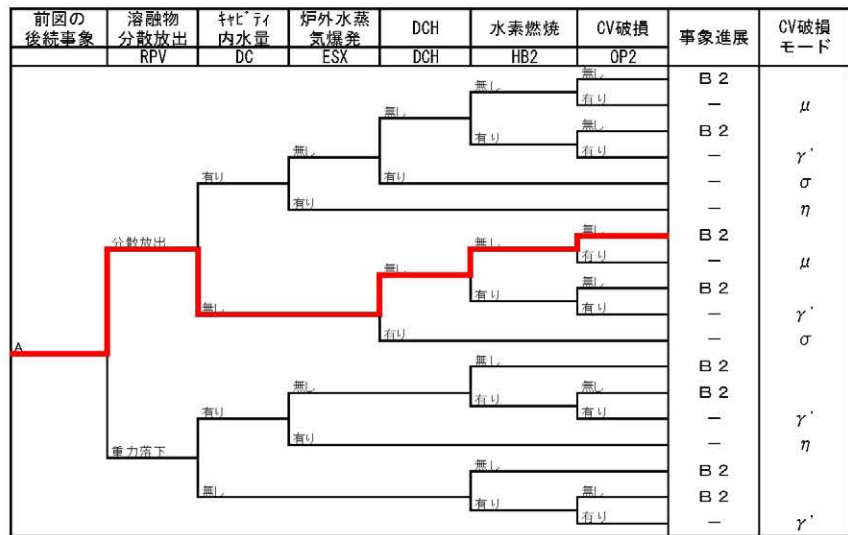 前図の
後続事象
溶融物
分散放出
ｷｬﾋﾞﾃｨ
内水量
炉外水蒸
気爆発
DCH
水素燃焼
CV破損
事象進展
CV破損
モード
RPV
DC
ESX
DCH
HB2
OP2
無し
B2
無し
有り
－
μ
無し
無し
B2
有り
有り
－
γ'
無し
有り
有り
－
σ
有り
－
η
分散放出
無し
無し
B2
有り
－
μ
無し
無し
B2
有り
有り
－
γ'
無し
有り
－
σ
A
無し
B2
無し
無し
B2
有り
有り
有り
－
γ'
有り
－
η
重力落下
無し
B2
無し
無し
B2
有り
有り
－
γ'